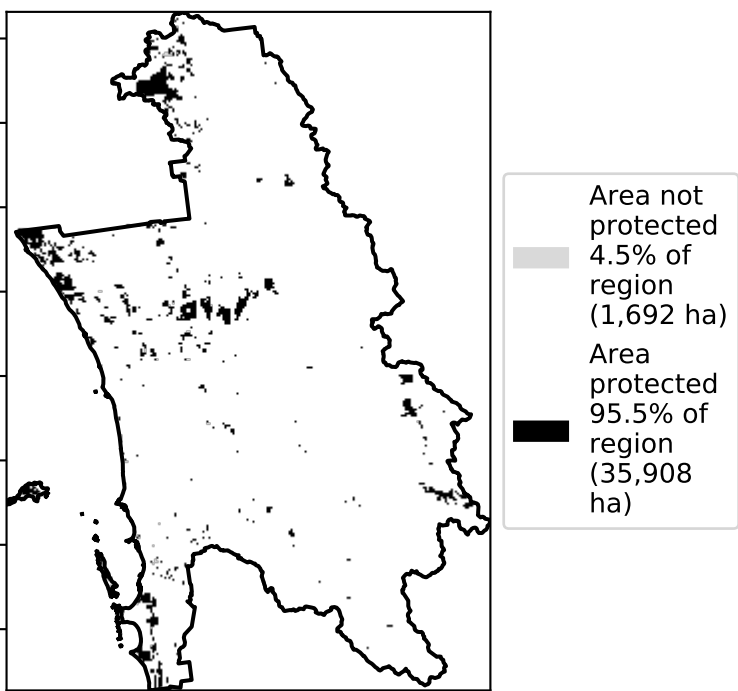 Area not
protected
4.5% of
region
(1,692 ha)
Area
protected
95.5% of
region
(35,908
ha)